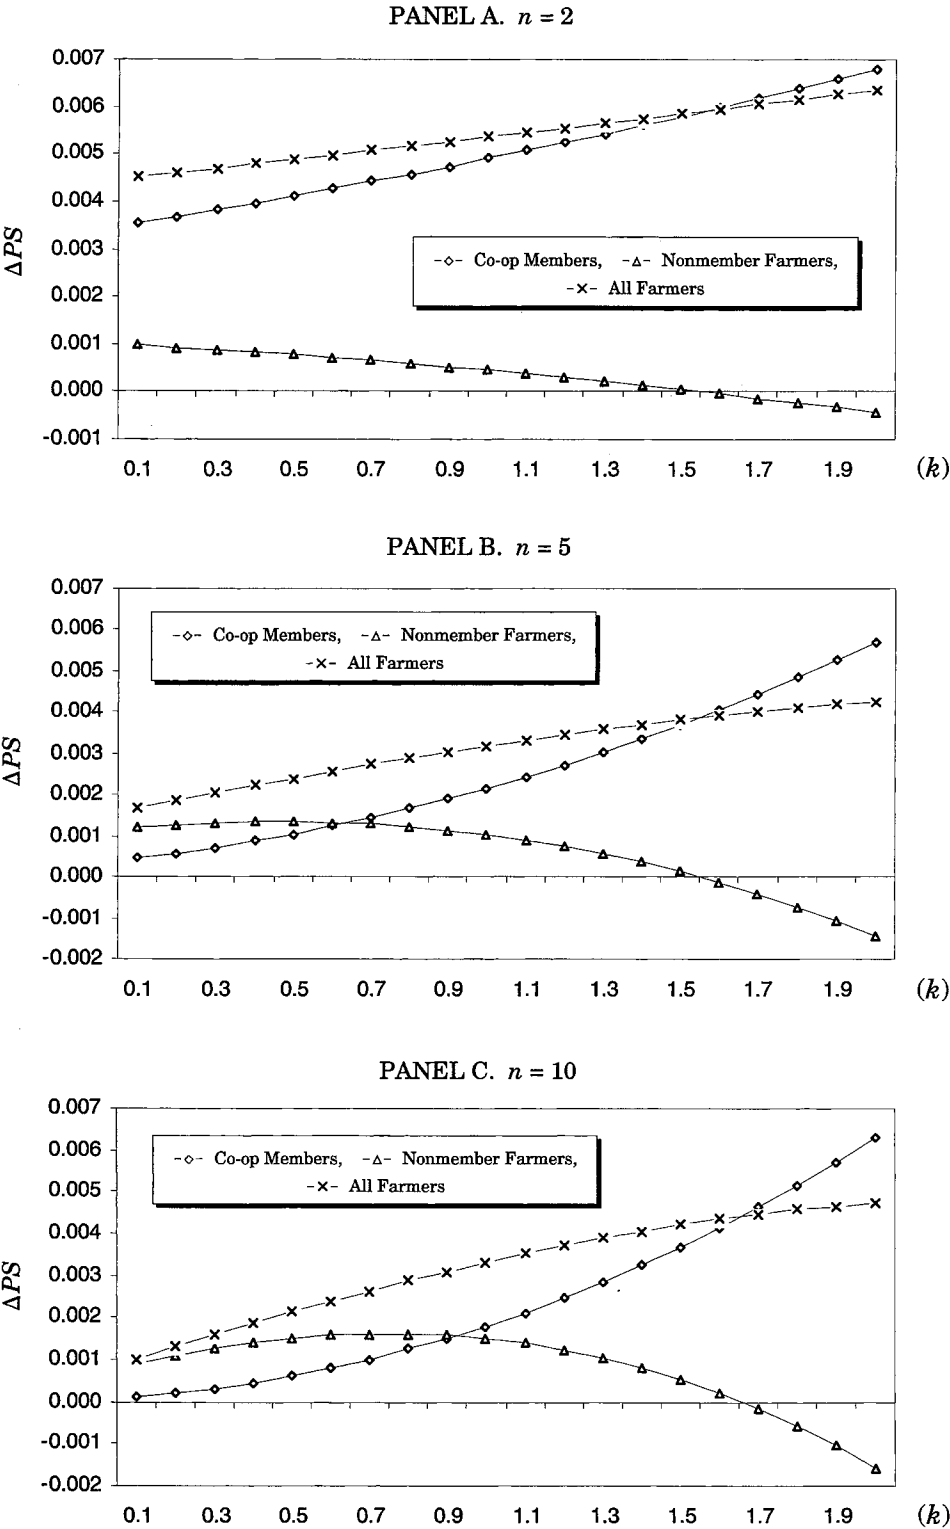 PANEL A. n = 2
0.007
0.006
0.005
0.004
0.003
0.002
0.001
0.000
-0.001
ΔPS
-◇- Co-op Members, -△- Nonmember Farmers,
-×- All Farmers
0.1 0.3 0.5 0.7 0.9 1.1 1.3 1.5 1.7 1.9 (k)
PANEL B. n = 5
0.007
0.006
0.005
0.004
0.003
0.002
0.001
0.000
-0.001
-0.002
ΔPS
-◇- Co-op Members, -△- Nonmember Farmers,
-×- All Farmers
0.1 0.3 0.5 0.7 0.9 1.1 1.3 1.5 1.7 1.9 (k)
PANEL C. n = 10
0.007
0.006
0.005
0.004
0.003
0.002
0.001
0.000
-0.001
-0.002
ΔPS
-◇- Co-op Members, -△- Nonmember Farmers,
-×- All Farmers
0.1 0.3 0.5 0.7 0.9 1.1 1.3 1.5 1.7 1.9 (k)